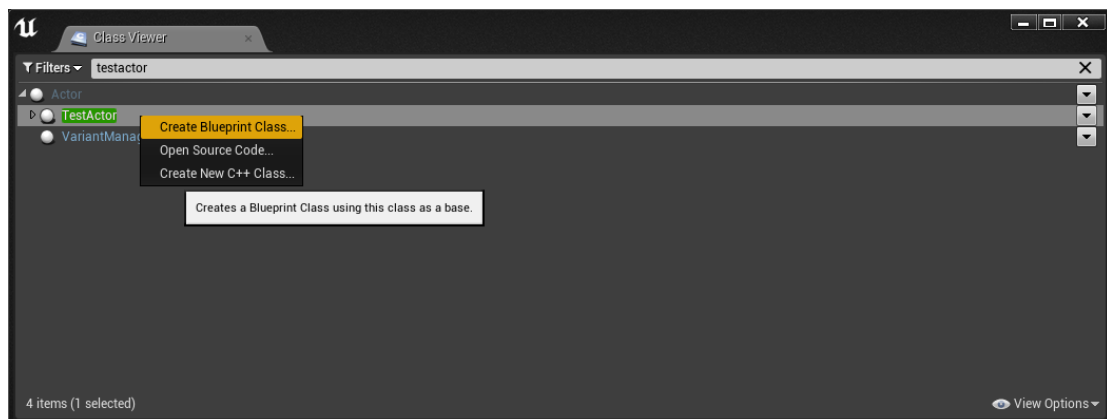 Class Viewer
Filters testactor
Actor
TestActor
Create Blueprint Class...
VariantManag
Open Source Code...
Create New C++ Class...
Creates a Blueprint Class using this class as a base.
4 items (1 selected) View Options